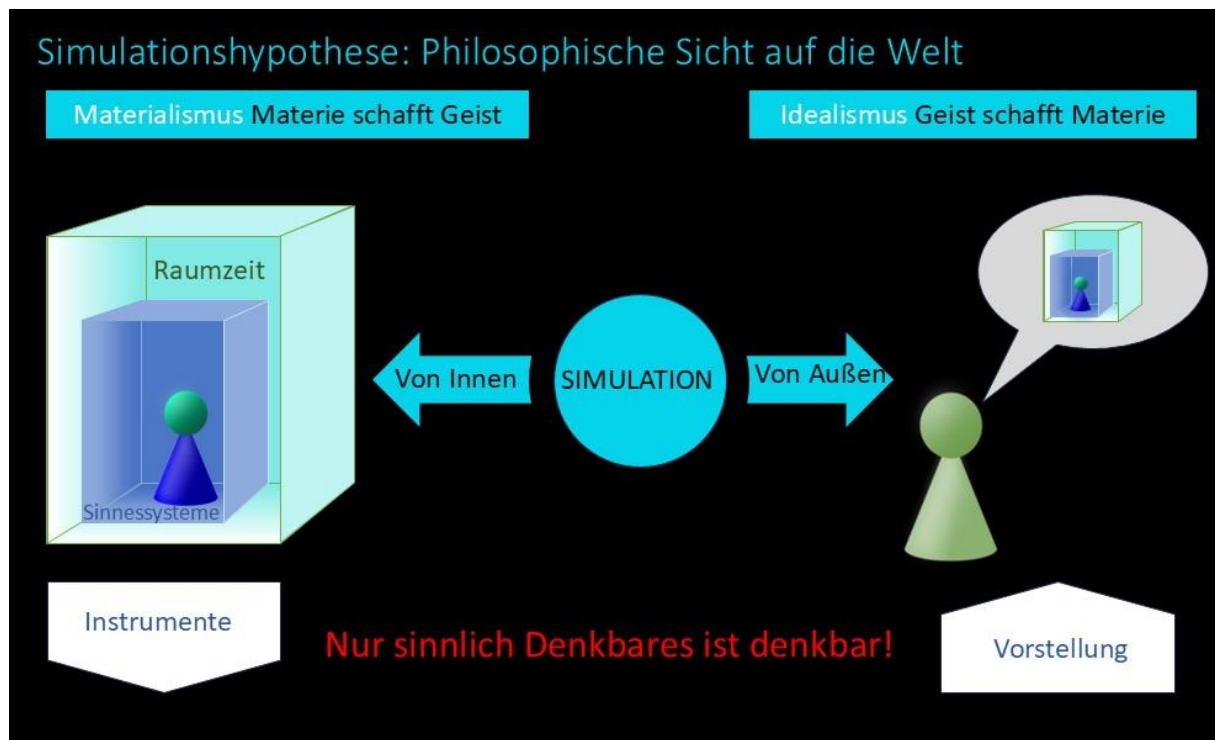 Simulationshypothese: Philosophische Sicht auf die Welt
Materialismus Materie schafft Geist
Idealismus Geist schafft Materie
Raumzeit
Sinnessysteme
Von Innen
SIMULATION
Von Außen
Instrumente
Nur sinnlich Denkbares ist denkbar!
Vorstellung